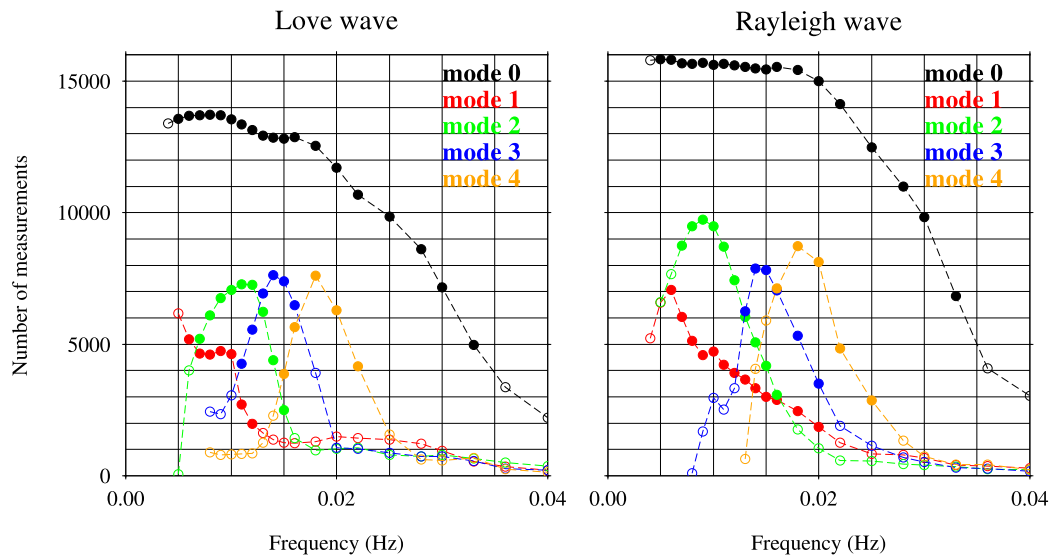 Love wave
Rayleigh wave
Number of measurements
15000
10000
5000
0
mode 0
mode 1
mode 2
mode 3
mode 4
mode 0
mode 1
mode 2
mode 3
mode 4
0.00
0.02
0.04
0.00
0.02
0.04
Frequency (Hz)
Frequency (Hz)